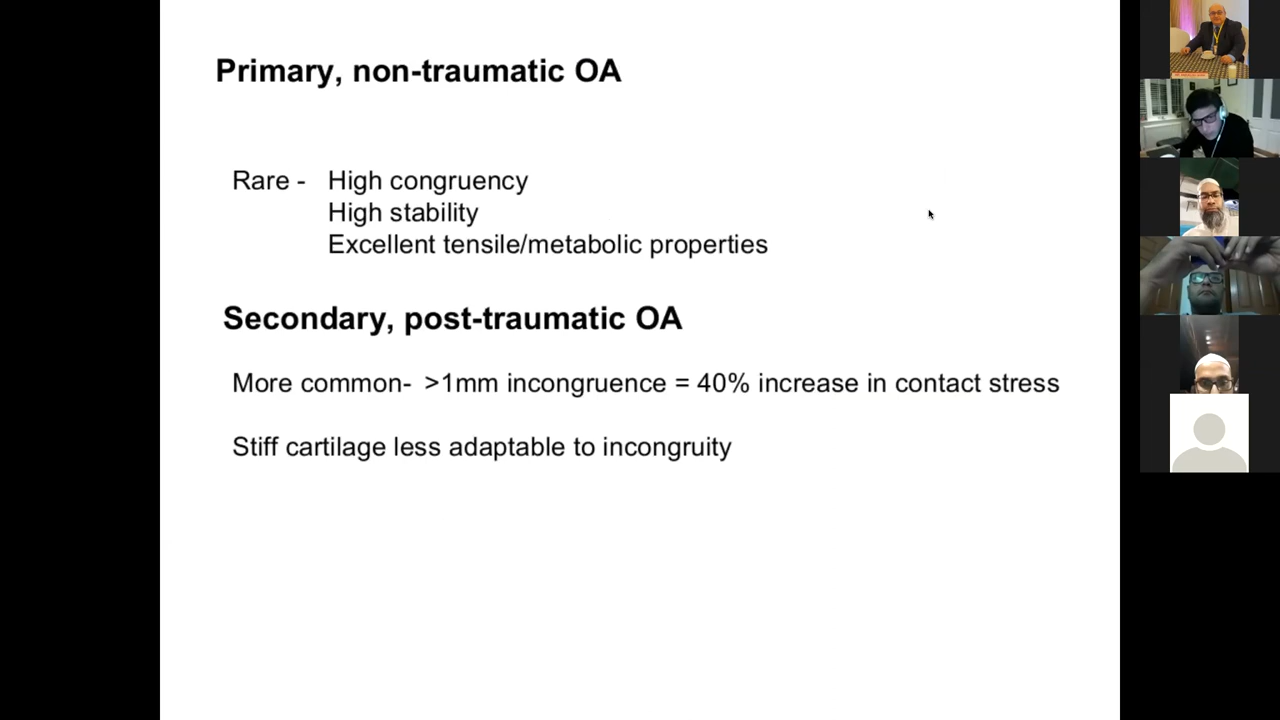 Primary, non-traumatic OA
Rare - High congruency
High stability
Excellent tensile/metabolic properties
Secondary, post-traumatic OA
More common- >1mm incongruence = 40% increase in contact stress
Stiff cartilage less adaptable to incongruity